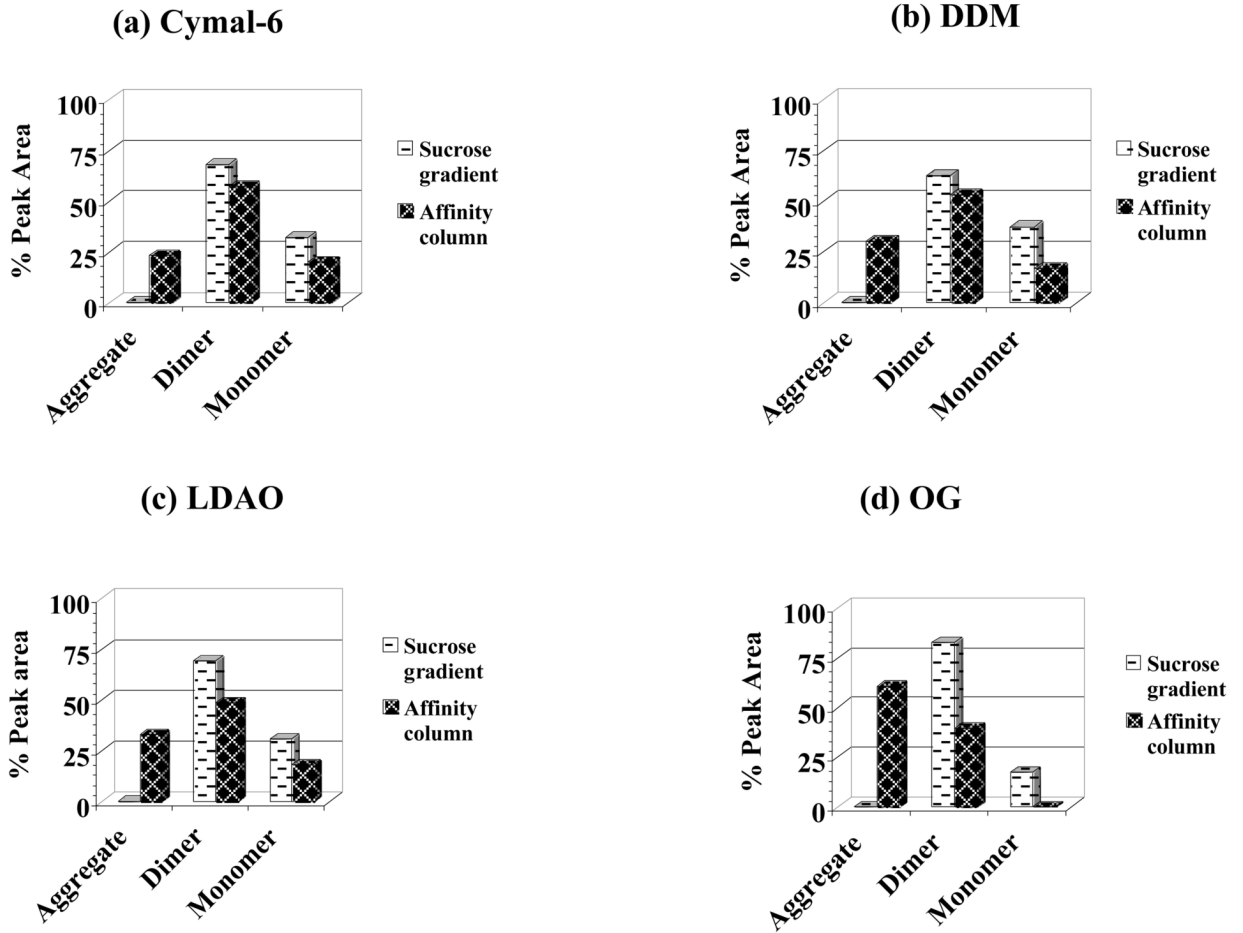 (a) Cymal-6
% Peak Area
100
75
50
25
0
Aggregate
Dimer
Monomer
Sucrose
gradient
Affinity
column
(b) DDM
% Peak Area
100
75
50
25
0
Aggregate
Dimer
Monomer
Sucrose
gradient
Affinity
column
(c) LDAO
% Peak area
100
75
50
25
0
Aggregate
Dimer
Monomer
Sucrose
gradient
Affinity
column
(d) OG
% Peak Area
100
75
50
25
0
Aggregate
Dimer
Monomer
Sucrose
gradient
Affinity
column